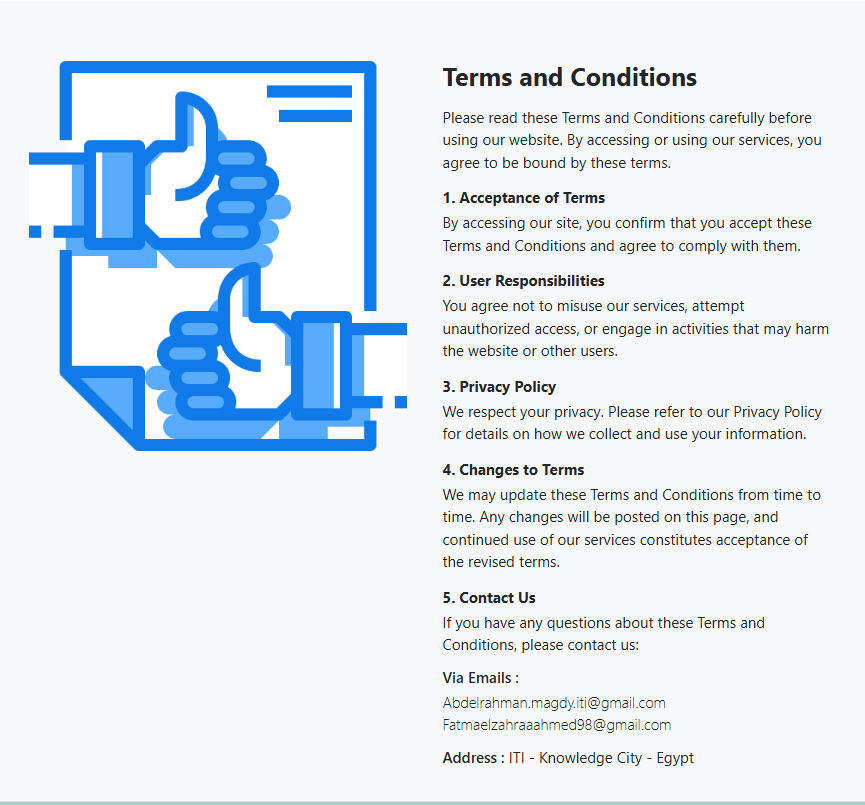 Terms and Conditions
Please read these Terms and Conditions carefully before
using our website. By accessing or using our services, you
agree to be bound by these terms.
1. Acceptance of Terms
By accessing our site, you confirm that you accept these
Terms and Conditions and agree to comply with them.
2. User Responsibilities
You agree not to misuse our services, attempt
unauthorized access, or engage in activities that may harm
the website or other users.
3. Privacy Policy
We respect your privacy. Please refer to our Privacy Policy
for details on how we collect and use your information.
4. Changes to Terms
We may update these Terms and Conditions from time to
time. Any changes will be posted on this page, and
continued use of our services constitutes acceptance of
the revised terms.
5. Contact Us
If you have any questions about these Terms and
Conditions, please contact us:
Via Emails :
Abdelrahman.magdy.iti@gmail.com
Fatmaelzahraaahmed98@gmail.com
Address : ITI - Knowledge City - Egypt